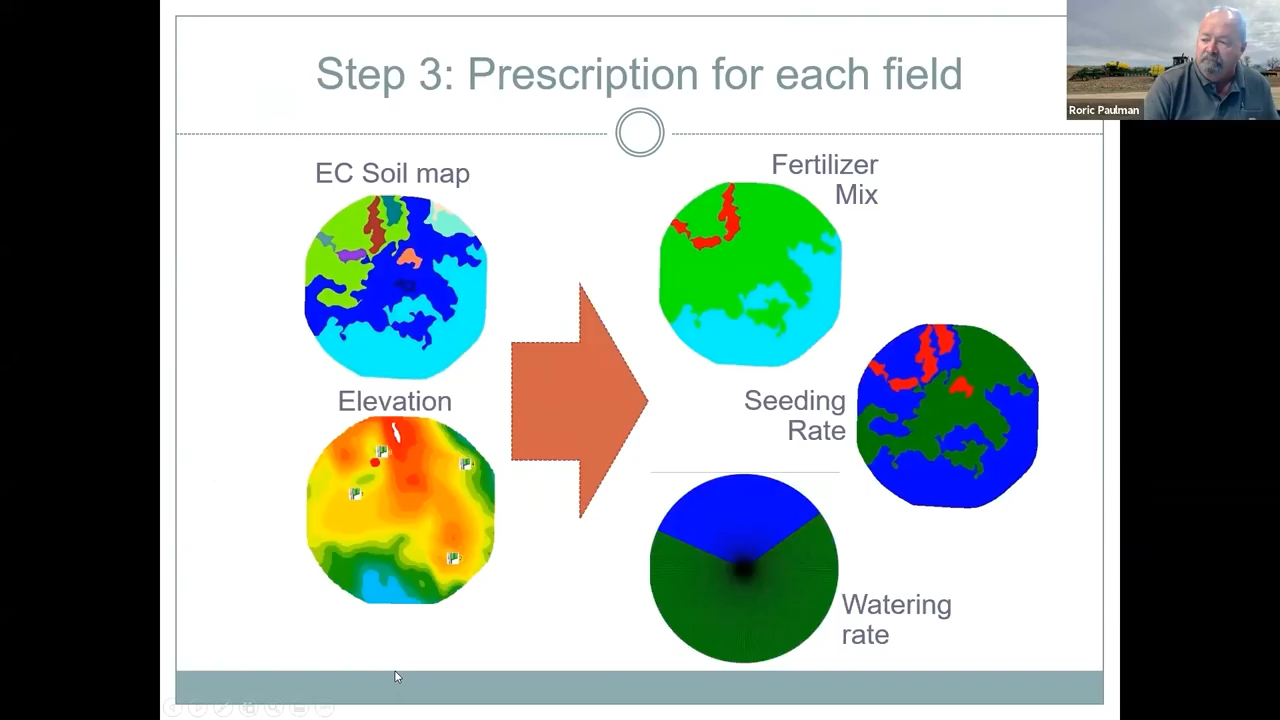 Step 3: Prescription for each field
Roric Paulman
EC Soil map
Fertilizer
Mix
Elevation
Seeding
Rate
Watering
rate